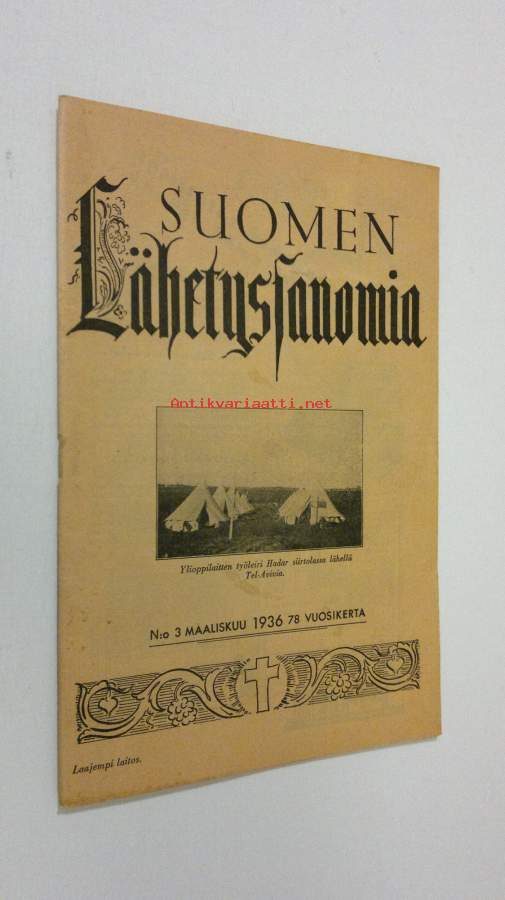 SUOMEN
Lähetyssanomia
Antikvariaatti.net
Ylioppilaitten työleiri Hadar siirtolassa lähellä
Tel-Avivia.
N:o 3 MAALISKUU 1936 78 VUOSIKERTA
Laajempi laitos.